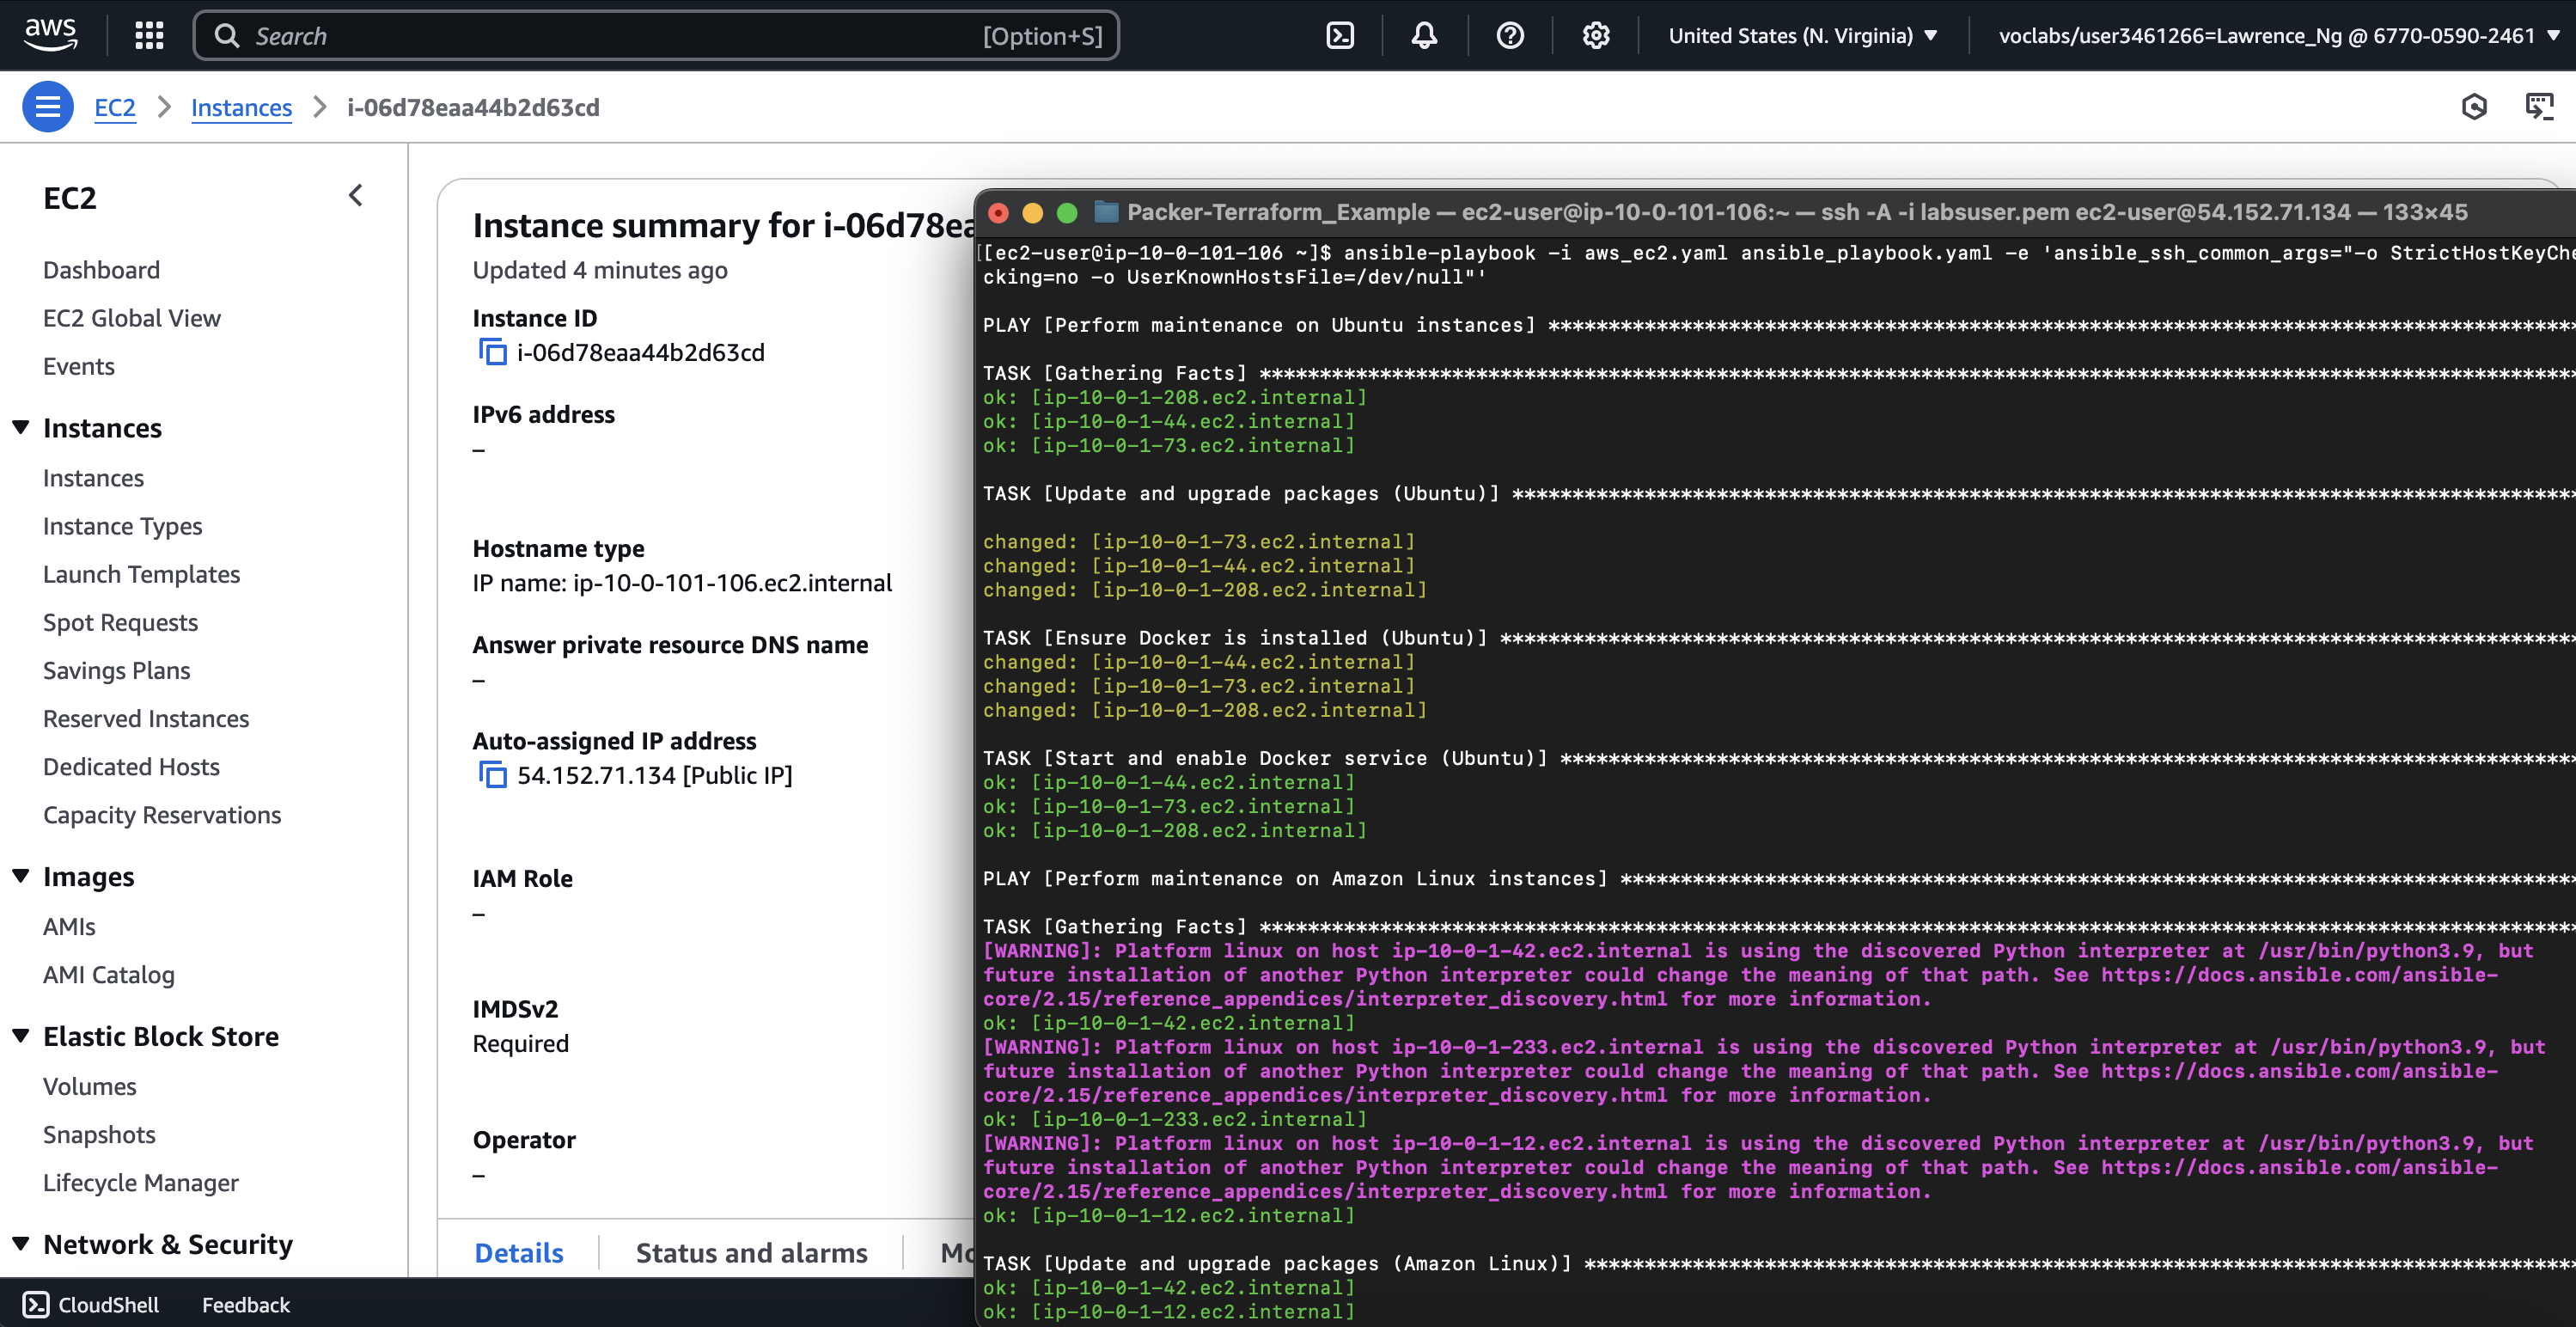 aws
Search
[Option+S]
United States (N. Virginia)
voclabs/user3461266=Lawrence_Ng @ 6770-0590-2461
EC2
Instances
i-06d78eaa44b2d63cd
EC2
Dashboard
EC2 Global View
Events
Instances
Instances
Instance Types
Launch Templates
Spot Requests
Savings Plans
Reserved Instances
Dedicated Hosts
Capacity Reservations
Images
AMIs
AMI Catalog
Elastic Block Store
Volumes
Snapshots
Lifecycle Manager
Network & Security
Instance summary for i-06d78ea
Updated 4 minutes ago
Instance ID
i-06d78eaa44b2d63cd
IPv6 address
–
Hostname type
IP name: ip-10-0-101-106.ec2.internal
Answer private resource DNS name
–
Auto-assigned IP address
54.152.71.134 [Public IP]
IAM Role
–
IMDSv2
Required
Operator
–
Details
Status and alarms
Mo
Packer-Terraform_Example — ec2-user@ip-10-0-101-106:~ — ssh -A -i labsuser.pem ec2-user@54.152.71.134 — 133×45
[[ec2-user@ip-10-0-101-106 ~]$ ansible-playbook -i aws_ec2.yaml ansible_playbook.yaml -e 'ansible_ssh_common_args="-o StrictHostKeyChe
cking=no -o UserKnownHostsFile=/dev/null"'
PLAY [Perform maintenance on Ubuntu instances] **************************************************************************************
TASK [Gathering Facts] **************************************************************************************************************
ok: [ip-10-0-1-208.ec2.internal]
ok: [ip-10-0-1-44.ec2.internal]
ok: [ip-10-0-1-73.ec2.internal]
TASK [Update and upgrade packages (Ubuntu)] *****************************************************************************************
changed: [ip-10-0-1-73.ec2.internal]
changed: [ip-10-0-1-44.ec2.internal]
changed: [ip-10-0-1-208.ec2.internal]
TASK [Ensure Docker is installed (Ubuntu)] ******************************************************************************************
changed: [ip-10-0-1-44.ec2.internal]
changed: [ip-10-0-1-73.ec2.internal]
changed: [ip-10-0-1-208.ec2.internal]
TASK [Start and enable Docker service (Ubuntu)] *************************************************************************************
ok: [ip-10-0-1-44.ec2.internal]
ok: [ip-10-0-1-73.ec2.internal]
ok: [ip-10-0-1-208.ec2.internal]
PLAY [Perform maintenance on Amazon Linux instances] ********************************************************************************
TASK [Gathering Facts] **************************************************************************************************************
[WARNING]: Platform linux on host ip-10-0-1-42.ec2.internal is using the discovered Python interpreter at /usr/bin/python3.9, but
future installation of another Python interpreter could change the meaning of that path. See https://docs.ansible.com/ansible-
core/2.15/reference_appendices/interpreter_discovery.html for more information.
ok: [ip-10-0-1-42.ec2.internal]
[WARNING]: Platform linux on host ip-10-0-1-233.ec2.internal is using the discovered Python interpreter at /usr/bin/python3.9, but
future installation of another Python interpreter could change the meaning of that path. See https://docs.ansible.com/ansible-
core/2.15/reference_appendices/interpreter_discovery.html for more information.
ok: [ip-10-0-1-233.ec2.internal]
[WARNING]: Platform linux on host ip-10-0-1-12.ec2.internal is using the discovered Python interpreter at /usr/bin/python3.9, but
future installation of another Python interpreter could change the meaning of that path. See https://docs.ansible.com/ansible-
core/2.15/reference_appendices/interpreter_discovery.html for more information.
ok: [ip-10-0-1-12.ec2.internal]
TASK [Update and upgrade packages (Amazon Linux)] ***********************************************************************************
ok: [ip-10-0-1-42.ec2.internal]
ok: [ip-10-0-1-12.ec2.internal]
CloudShell
Feedback